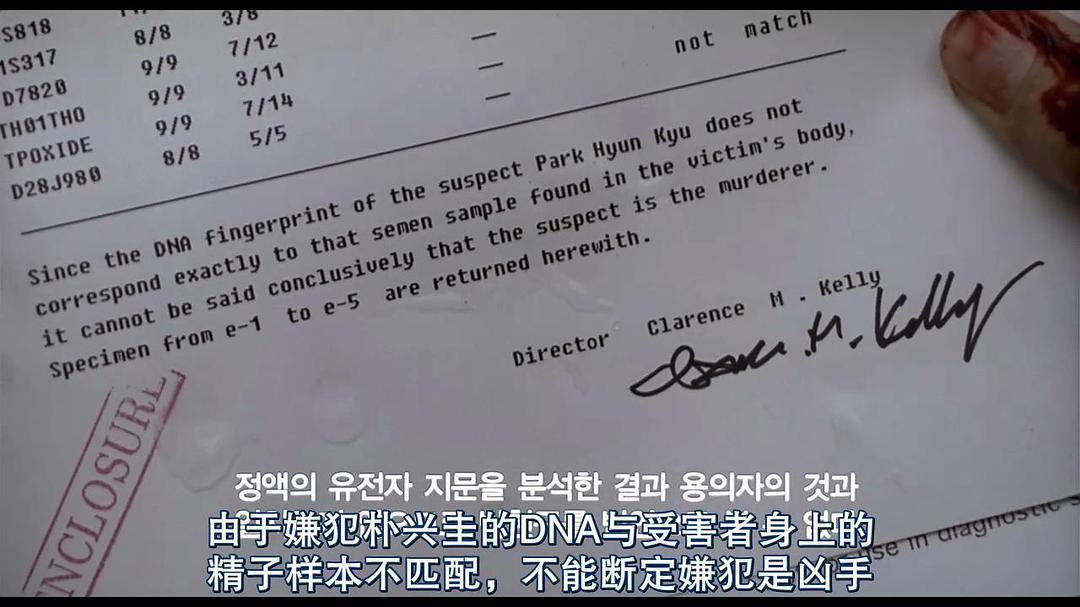 S818 8/8 3/8
1S317 9/9 7/12 —
D7820 9/9 3/11 — not match
TH01THO 9/9 7/14 —
TPOXIDE 8/8 5/5
D28J980
Since the DNA fingerprint of the suspect Park Hyun Kyu does not
correspond exactly to that semen sample found in the victim's body,
it cannot be said conclusively that the suspect is the murderer.
Specimen from e-1 to e-5 are returned herewith.
Director Clarence M . Kelly
Clarence M. Kelly
ENCLOSURE
정액의 유전자 지문을 분석한 결과 용의자의 것과
由于嫌犯朴兴圭的DNA与受害者身上的
精子样本不匹配，不能断定嫌犯是凶手
use in diagnostic